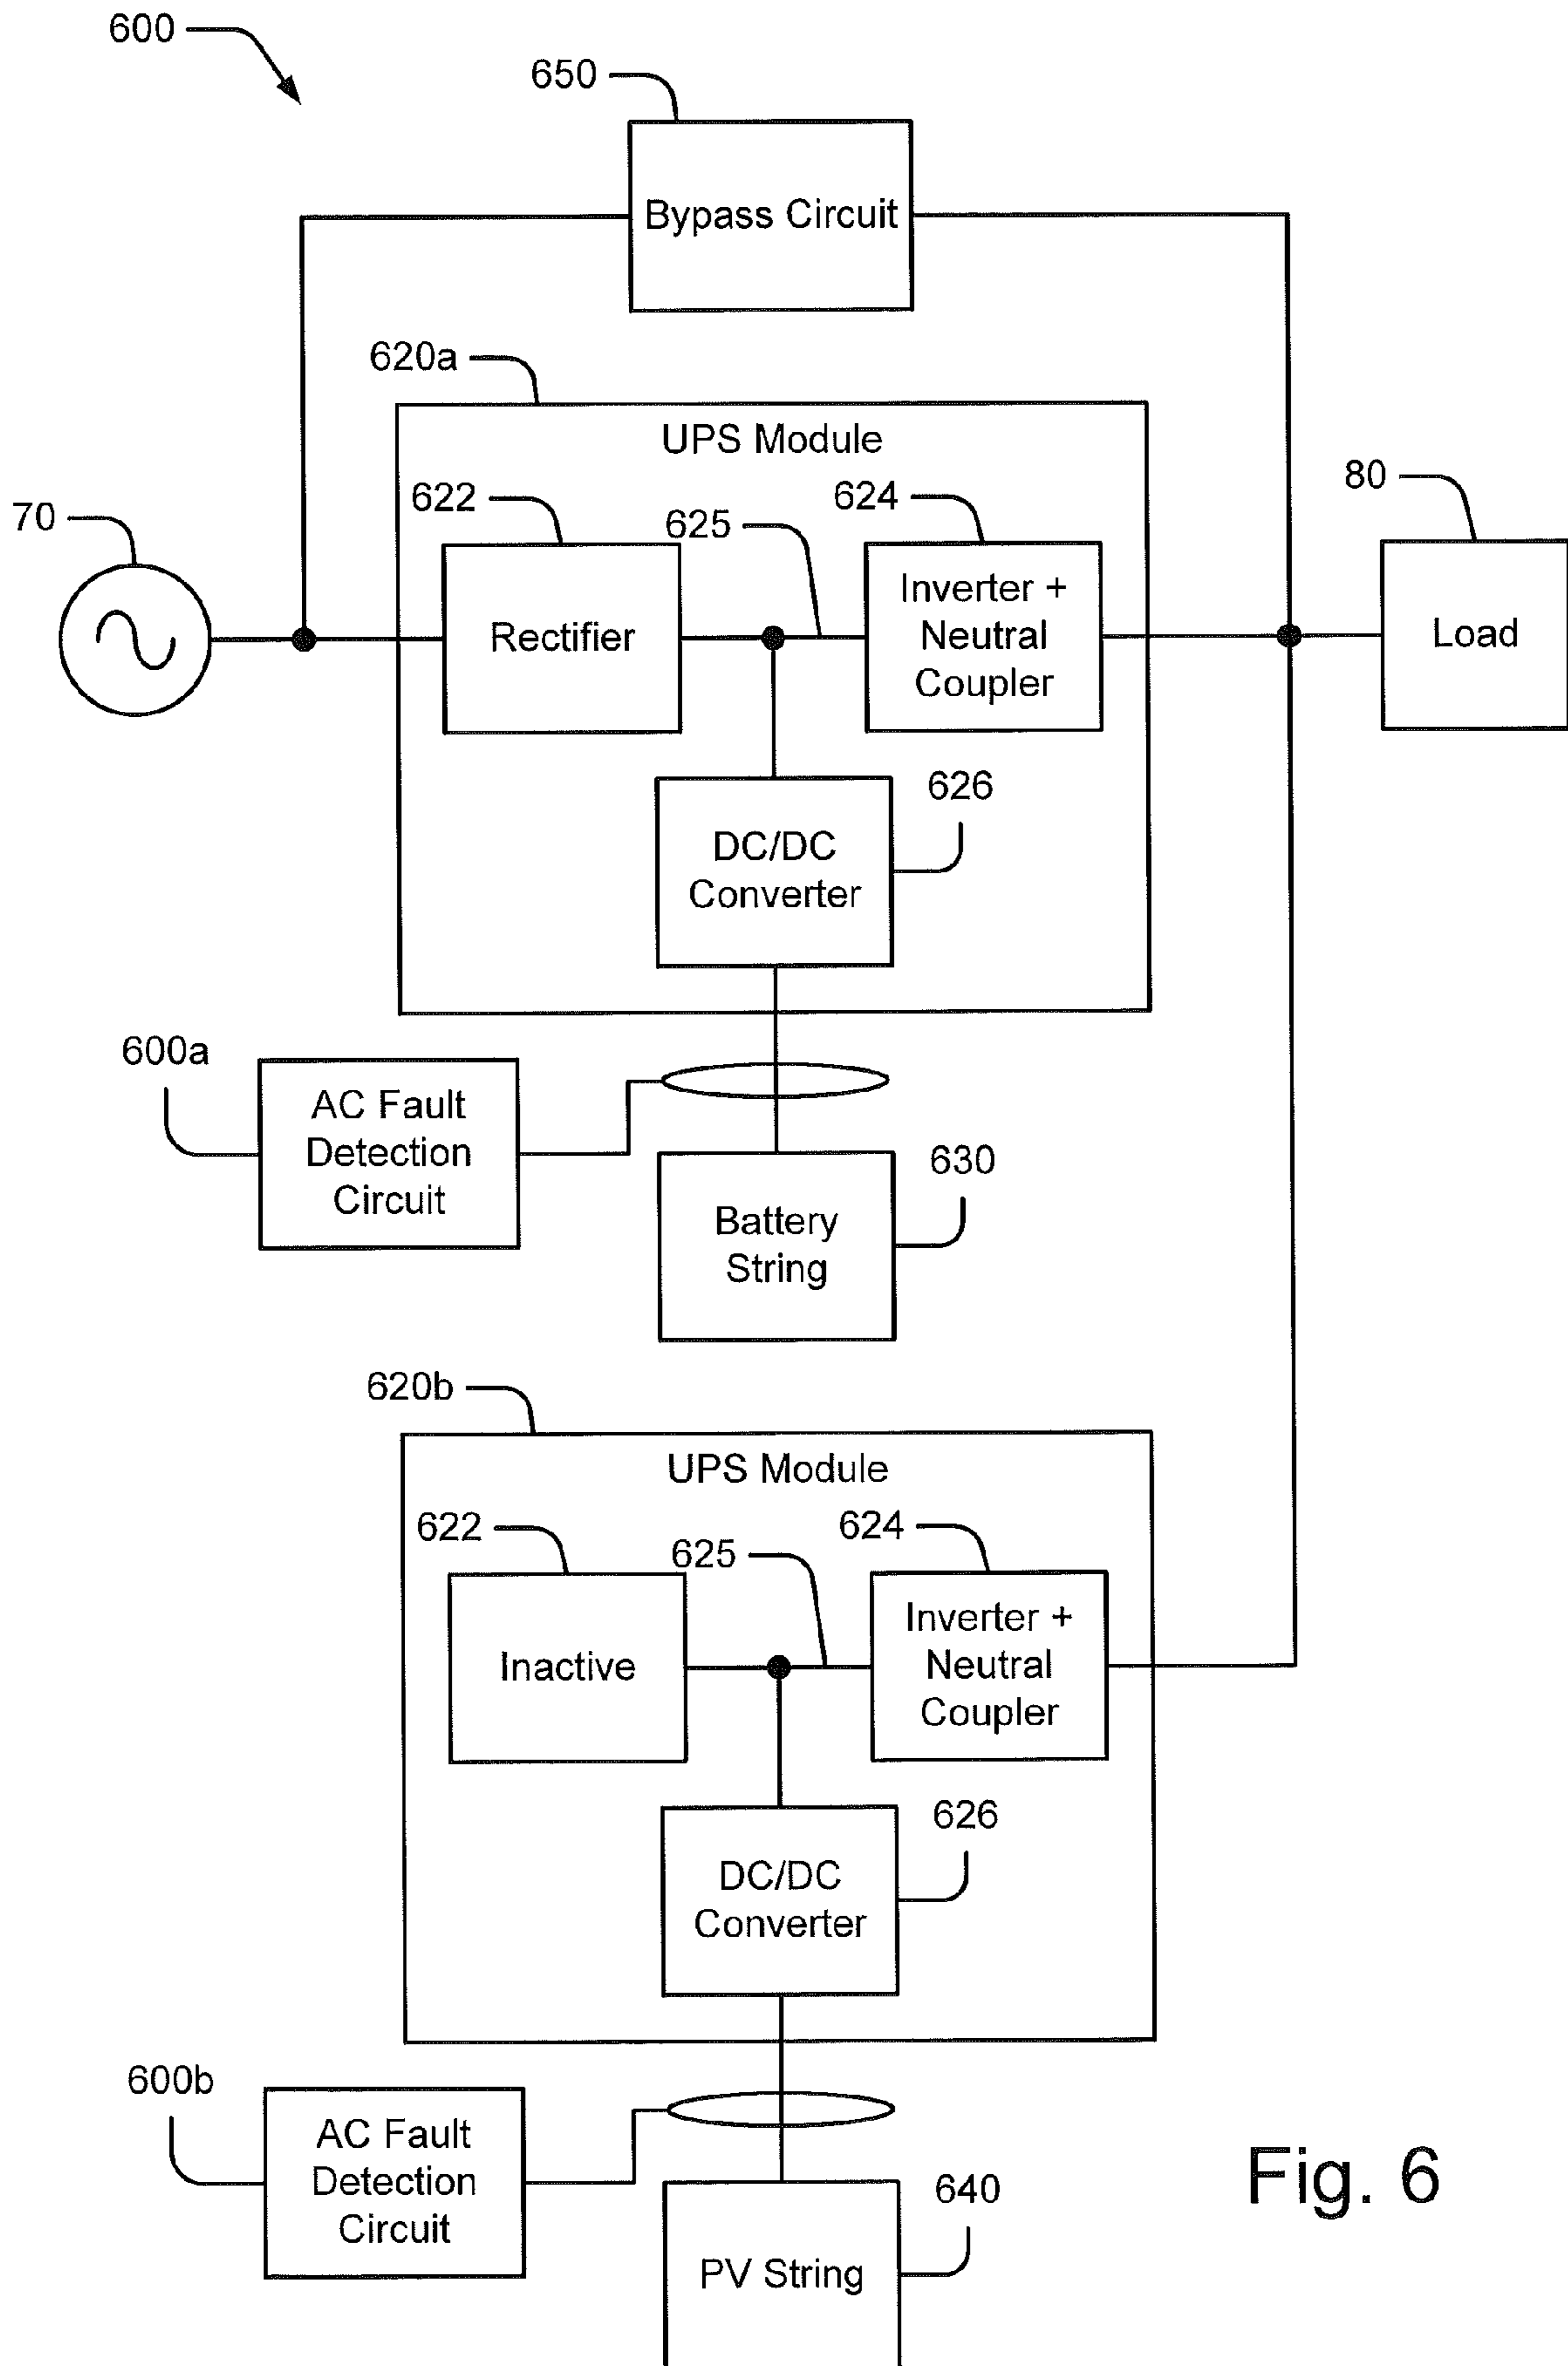 600
650
Bypass Circuit
620a
UPS Module
622
625
624
80
70
Rectifier
Inverter +
Neutral
Coupler
Load
626
DC/DC
Converter
600a
AC Fault
Detection
Circuit
630
Battery
String
620b
UPS Module
622
625
624
Inactive
Inverter +
Neutral
Coupler
626
DC/DC
Converter
600b
AC Fault
Detection
Circuit
640
PV String
Fig. 6